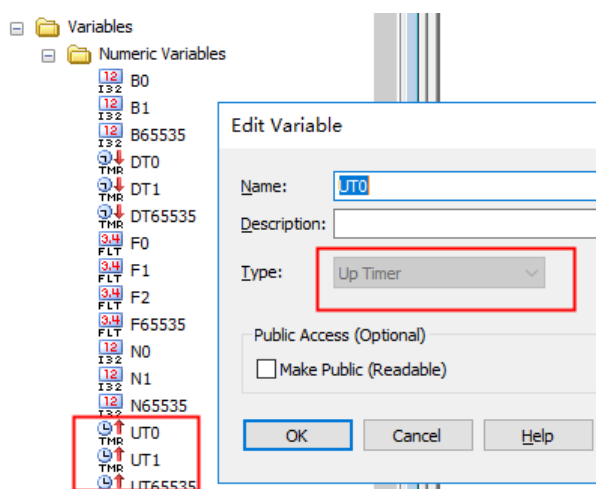 Variables
Numeric Variables
12 I32 B0
12 I32 B1
12 I32 B65535
TMR DT0
TMR DT1
TMR DT65535
3.4 FLT F0
3.4 FLT F1
3.4 FLT F2
3.4 FLT F65535
12 I32 N0
12 I32 N1
12 I32 N65535
TMR UT0
TMR UT1
UT65535
Edit Variable
Name: UT0
Description:
Type: Up Timer
Public Access (Optional)
Make Public (Readable)
OK Cancel Help